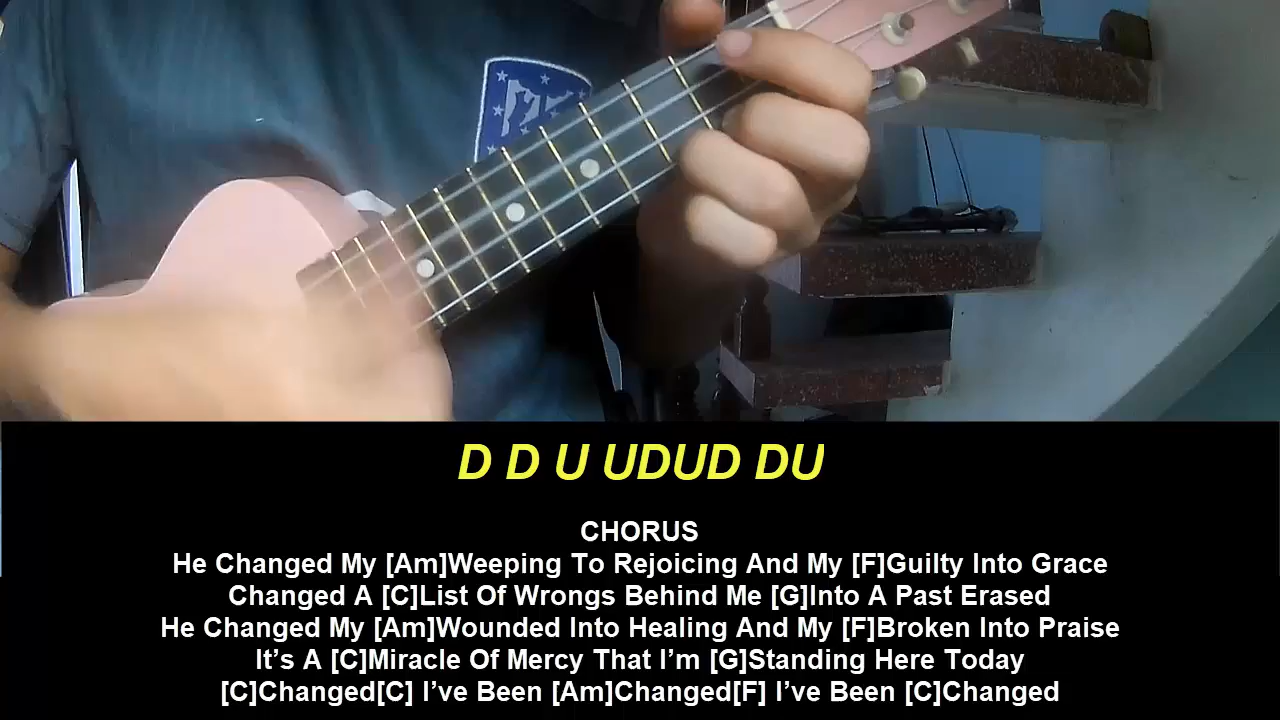 D D U UDUD DU
CHORUS
He Changed My [Am]Weeping To Rejoicing And My [F]Guilty Into Grace
Changed A [C]List Of Wrongs Behind Me [G]Into A Past Erased
He Changed My [Am]Wounded Into Healing And My [F]Broken Into Praise
It’s A [C]Miracle Of Mercy That I’m [G]Standing Here Today
[C]Changed[C] I’ve Been [Am]Changed[F] I’ve Been [C]Changed